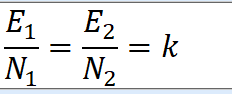 E₁/N₁ = E₂/N₂ = k